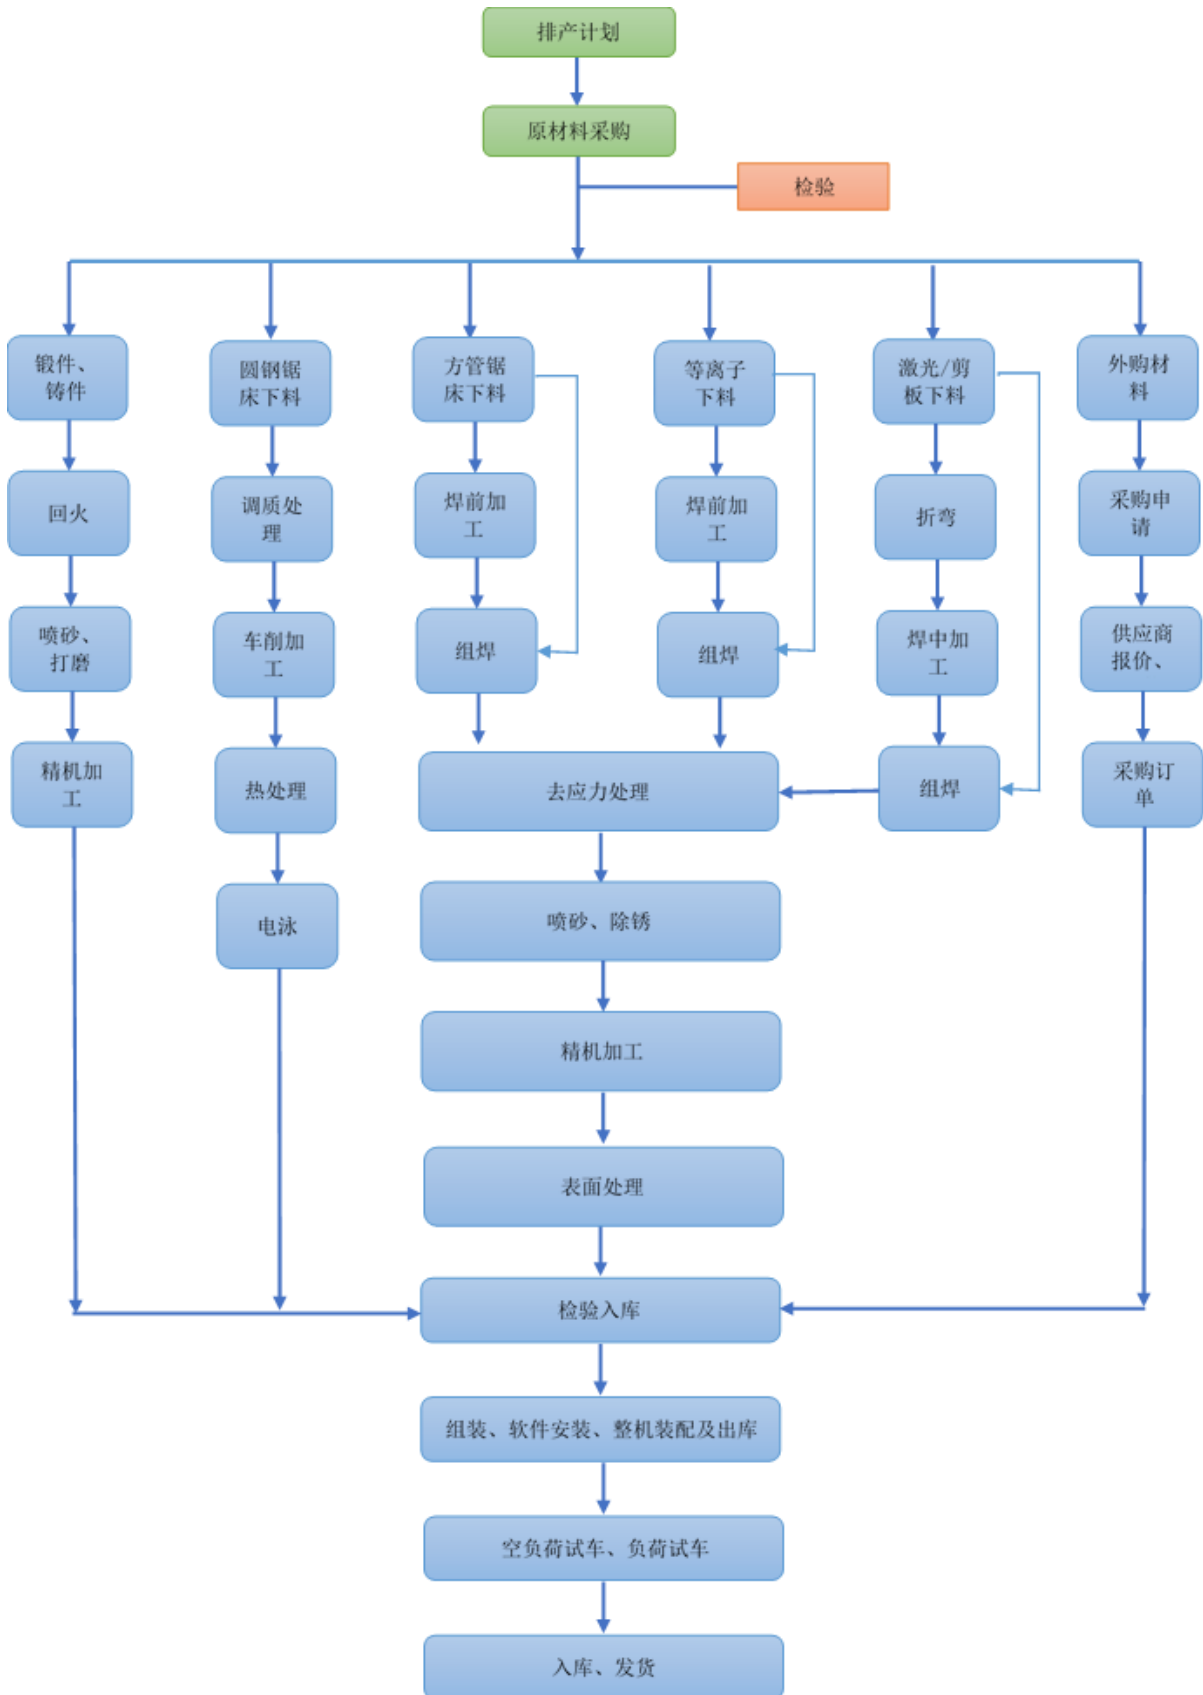 排产计划
原材料采购
检验
锻件、
铸件
圆钢锯
床下料
方管锯
床下料
等离子
下料
激光/剪
板下料
外购材
料
回火
调质处
理
焊前加
工
焊前加
工
折弯
采购申
请
喷砂、
打磨
车削加
工
组焊
组焊
焊中加
工
供应商
报价、
精机加
工
热处理
去应力处理
组焊
采购订
单
电泳
喷砂、除锈
精机加工
表面处理
检验入库
组装、软件安装、整机装配及出库
空负荷试车、负荷试车
入库、发货